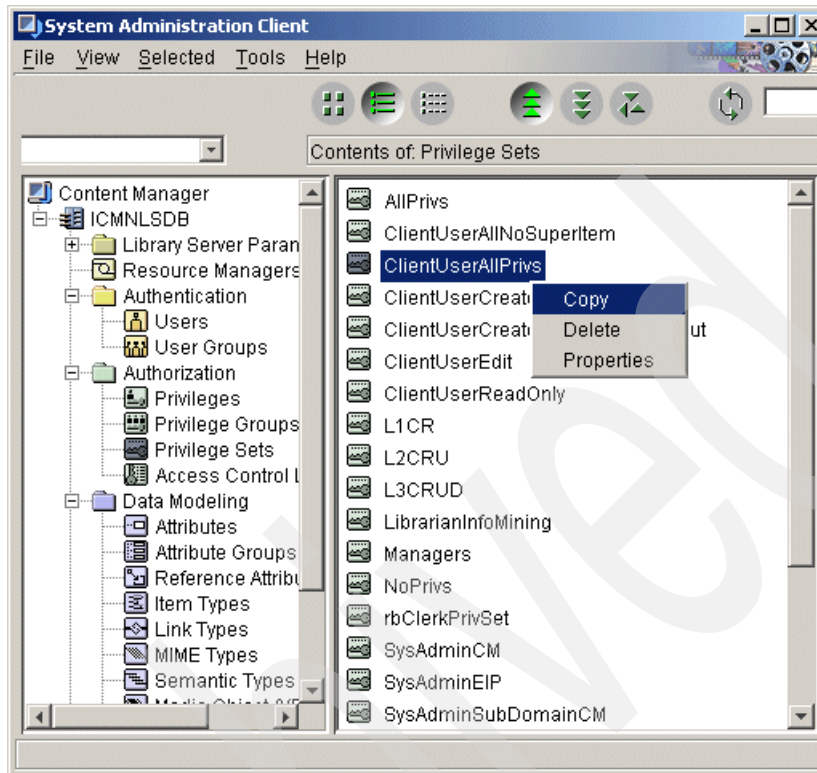 System Administration Client
File View Selected Tools Help
Contents of: Privilege Sets
Content Manager
ICMNLSDB
Library Server Paran
Resource Managers
Authentication
Users
User Groups
Authorization
Privileges
Privilege Groups
Privilege Sets
Access Control L
Data Modeling
Attributes
Attribute Groups
Reference Attribu
Item Types
Link Types
MIME Types
Semantic Types
AllPrivs
ClientUserAllNoSuperItem
ClientUserAllPrivs
ClientUserCreat
ClientUserCreat ut
ClientUserEdit
ClientUserReadOnly
L1CR
L2CRU
L3CRUD
LibrarianInfoMining
Managers
NoPrivs
rbClerkPrivSet
SysAdminCM
SysAdminEIP
SysAdminSubDomainCM
Copy
Delete
Properties